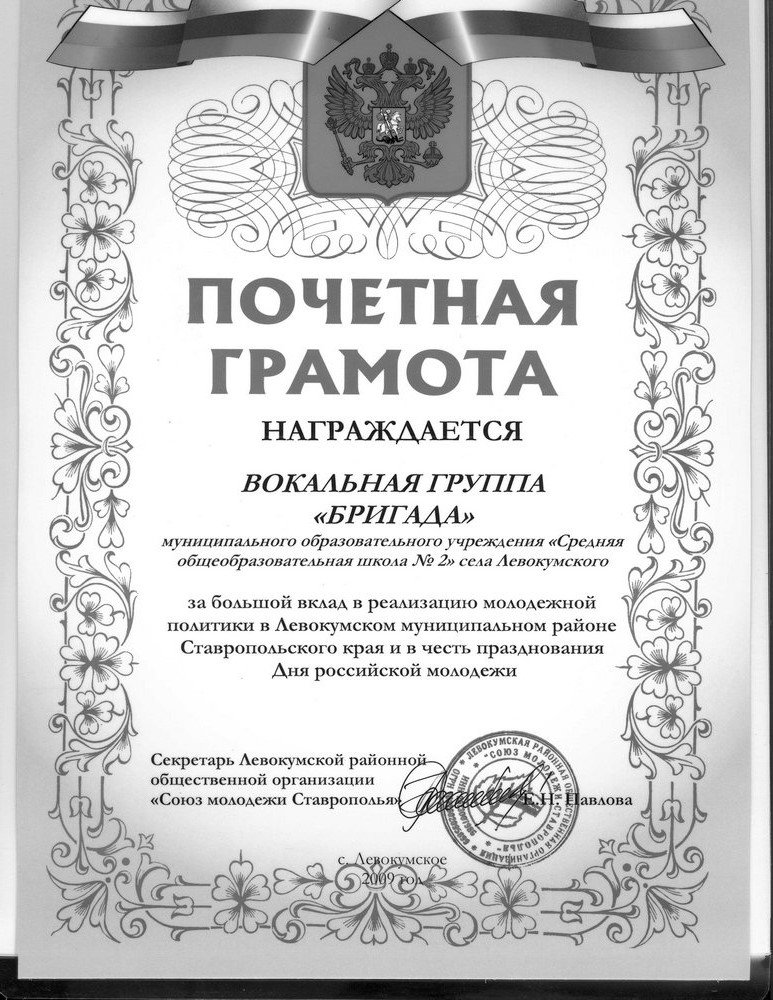 ПОЧЕТНАЯ
ГРАМОТА
НАГРАЖДАЕТСЯ
ВОКАЛЬНАЯ ГРУППА
«БРИГАДА»
муниципального образовательного учреждения «Средняя
общеобразовательная школа № 2» села Левокумского
за большой вклад в реализацию молодежной
политики в Левокумском муниципальном районе
Ставропольского края и в честь празднования
Дня российской молодежи
Секретарь Левокумской районной
общественной организации
«Союз молодежи Ставрополья»
Е.Н. Павлова
ЛЕВОКУМСКАЯ РАЙОННАЯ ОБЩЕСТВЕННАЯ ОРГАНИЗАЦИЯ
"СОЮЗ МОЛОДЕЖИ СТАВРОПОЛЬЯ"
с. Левокумское
2009 год